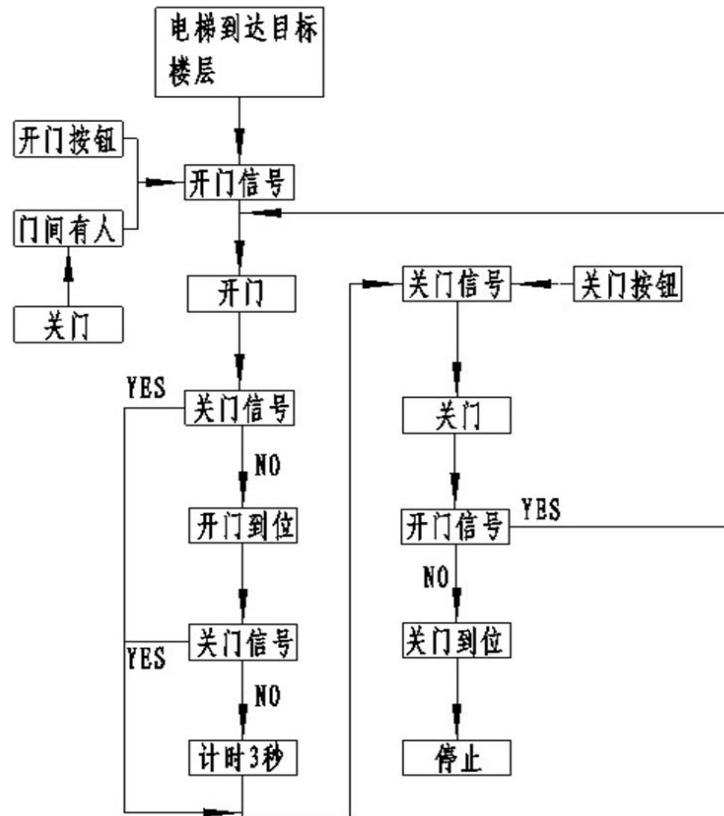 电梯到达目标
楼层
开门按钮
开门信号
门间有人
关门
开门
关门信号
YES
NO
开门到位
关门信号
YES
NO
计时3秒
关门信号
关门按钮
关门
开门信号
YES
NO
关门到位
停止